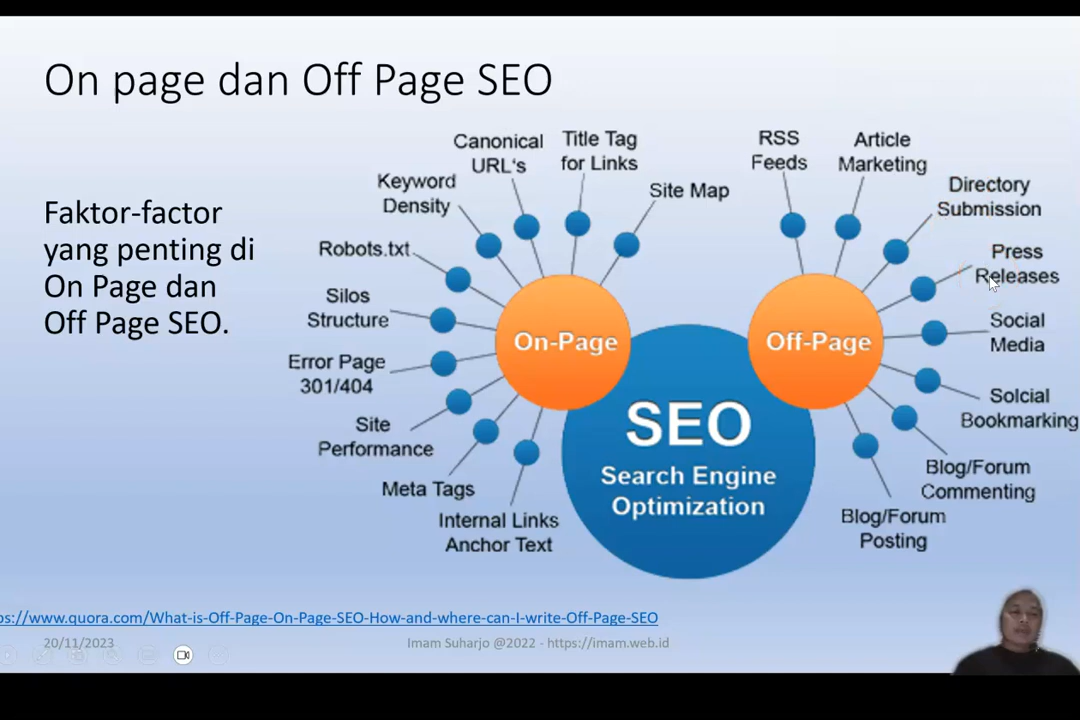 On page dan Off Page SEO
Faktor-factor
yang penting di
On Page dan
Off Page SEO.
Canonical
URL's
Title Tag
for Links
Site Map
Keyword
Density
Robots.txt
Silos
Structure
Error Page
301/404
Site
Performance
Meta Tags
Internal Links
Anchor Text
On-Page
SEO
Search Engine
Optimization
Off-Page
RSS
Feeds
Article
Marketing
Directory
Submission
Press
Releases
Social
Media
Solcial
Bookmarking
Blog/Forum
Commenting
Blog/Forum
Posting
ps://www.quora.com/What-is-Off-Page-On-Page-SEO-How-and-where-can-I-write-Off-Page-SEO
20/11/2023
Imam Suharjo @2022 - https://imam.web.id